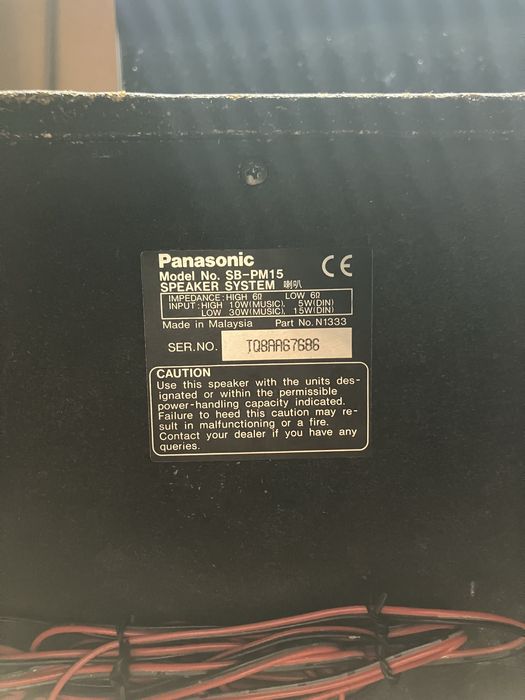 Panasonic
CE
Model No. SB-PM15
SPEAKER SYSTEM 喇叭
IMPEDANCE: HIGH 6Ω LOW 6Ω
INPUT: HIGH 10W(MUSIC), 5W(DIN)
LOW 30W(MUSIC), 15W(DIN)
Made in Malaysia Part No. N1333
SER.NO. TQ8AA67686
CAUTION
Use this speaker with the units des-
ignated or within the permissible
power-handling capacity indicated.
Failure to heed this caution may re-
sult in malfunctioning or a fire.
Contact your dealer if you have any
queries.